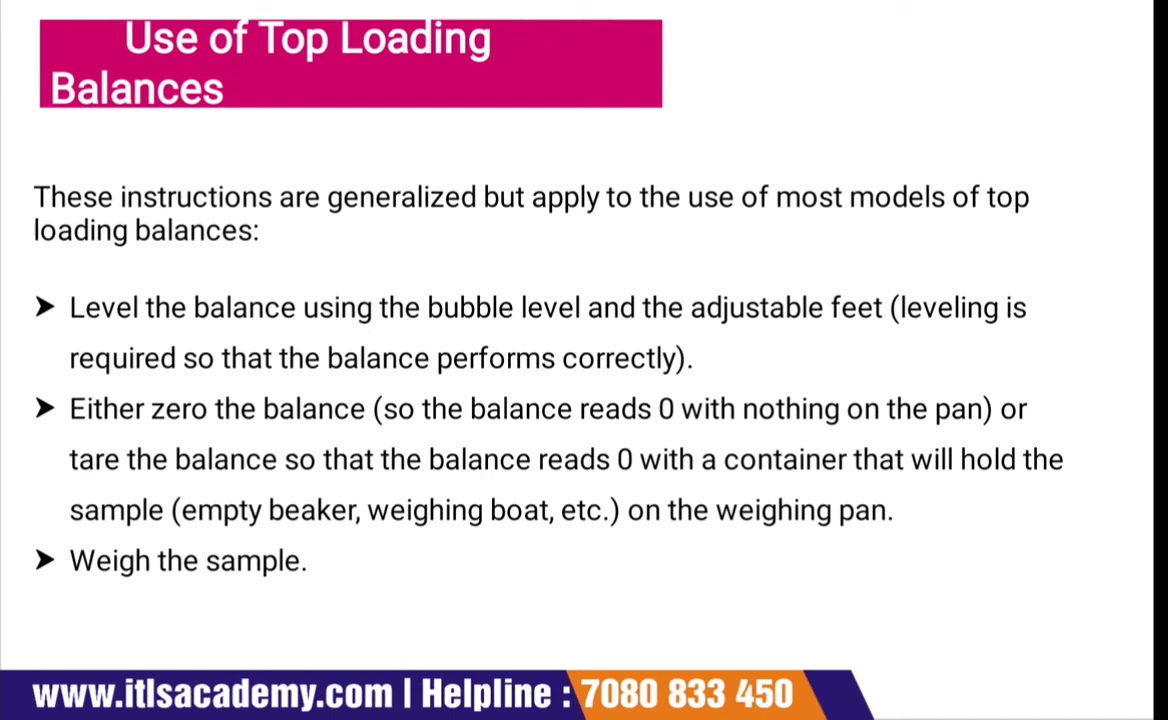 Use of Top Loading
Balances
These instructions are generalized but apply to the use of most models of top
loading balances:
➤ Level the balance using the bubble level and the adjustable feet (leveling is
required so that the balance performs correctly).
➤ Either zero the balance (so the balance reads 0 with nothing on the pan) or
tare the balance so that the balance reads 0 with a container that will hold the
sample (empty beaker, weighing boat, etc.) on the weighing pan.
➤ Weigh the sample.
www.itlsacademy.com | Helpline : 7080 833 450